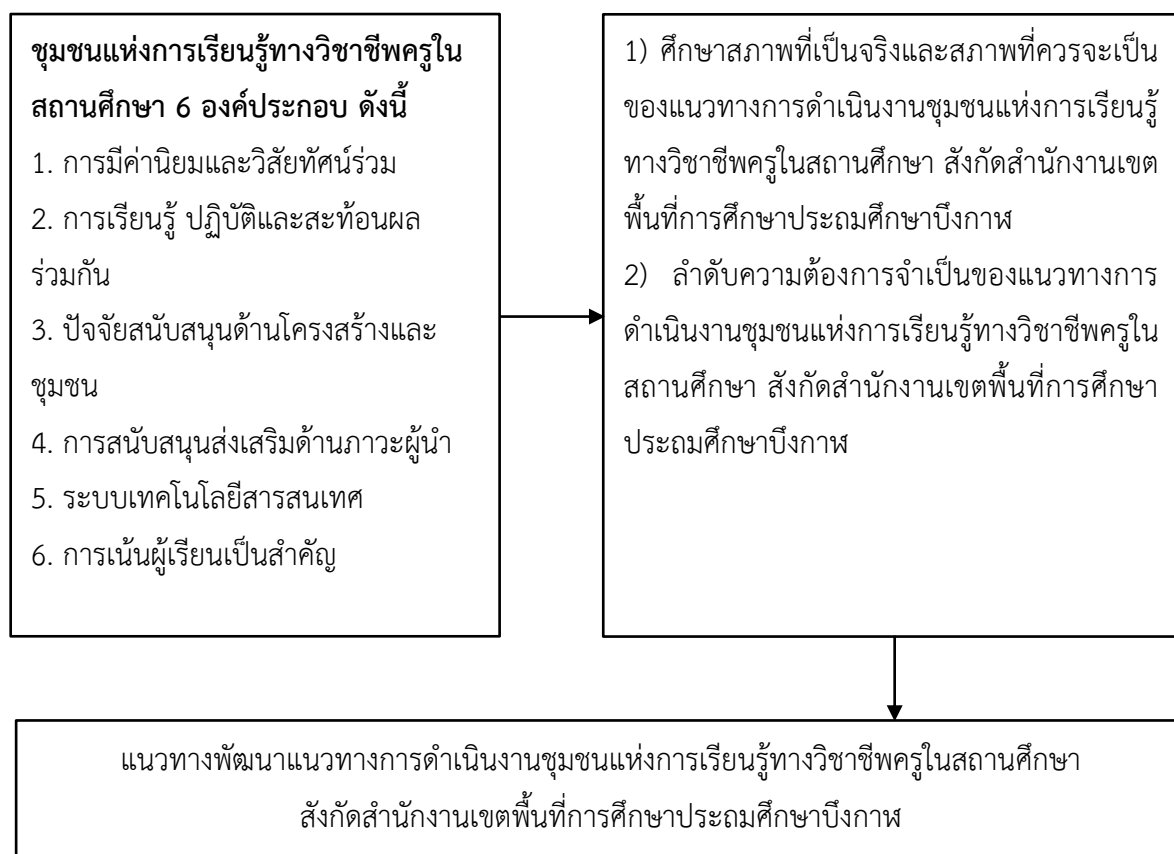 ชุมชนแห่งการเรียนรู้ทางวิชาชีพครูใน
สถานศึกษา 6 องค์ประกอบ ดังนี้
1. การมีค่านิยมและวิสัยทัศน์ร่วม
2. การเรียนรู้ ปฏิบัติและสะท้อนผล
ร่วมกัน
3. ปัจจัยสนับสนุนด้านโครงสร้างและ
ชุมชน
4. การสนับสนุนส่งเสริมด้านภาวะผู้นำ
5. ระบบเทคโนโลยีสารสนเทศ
6. การเน้นผู้เรียนเป็นสำคัญ
1) ศึกษาสภาพที่เป็นจริงและสภาพที่ควรจะเป็น
ของแนวทางการดำเนินงานชุมชนแห่งการเรียนรู้
ทางวิชาชีพครูในสถานศึกษา สังกัดสำนักงานเขต
พื้นที่การศึกษาประถมศึกษาบึงกาฬ
2) ลำดับความต้องการจำเป็นของแนวทางการ
ดำเนินงานชุมชนแห่งการเรียนรู้ทางวิชาชีพครูใน
สถานศึกษา สังกัดสำนักงานเขตพื้นที่การศึกษา
ประถมศึกษาบึงกาฬ
แนวทางพัฒนาแนวทางการดำเนินงานชุมชนแห่งการเรียนรู้ทางวิชาชีพครูในสถานศึกษา
สังกัดสำนักงานเขตพื้นที่การศึกษาประถมศึกษาบึงกาฬ